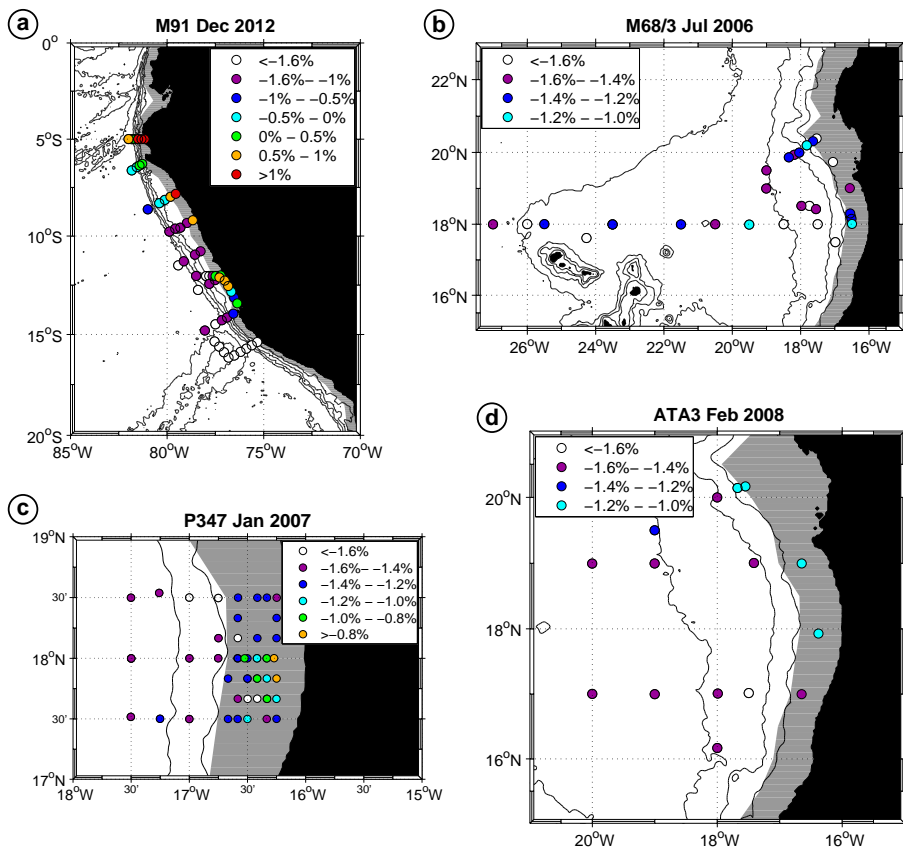 a
M91 Dec 2012
<−1.6%
−1.6%− −1%
−1% − −0.5%
−0.5% − 0%
0% − 0.5%
0.5% − 1%
>1%
0°
5°S
10°S
15°S
20°S
85°W 80°W 75°W 70°W
b
M68/3 Jul 2006
<−1.6%
−1.6%− −1.4%
−1.4% − −1.2%
−1.2% − −1.0%
22°N
20°N
18°N
16°N
26°W 24°W 22°W 20°W 18°W 16°W
c
P347 Jan 2007
<−1.6%
−1.6% − −1.4%
−1.4% − −1.2%
−1.2% − −1.0%
−1.0% − −0.8%
>−0.8%
19°N
30'
18°N
30'
17°N
18°W 30' 17°W 30' 16°W 30' 15°W
d
ATA3 Feb 2008
<−1.6%
−1.6%− −1.4%
−1.4% − −1.2%
−1.2% − −1.0%
20°N
18°N
16°N
20°W 18°W 16°W